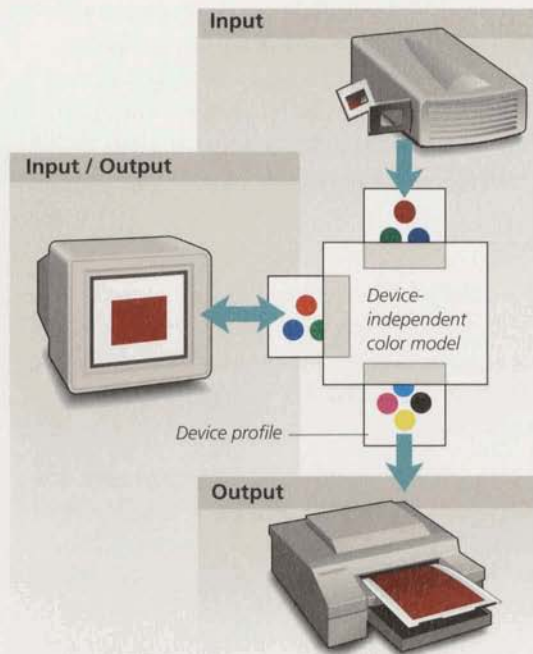 Input
Input / Output
Device-
independent
color model
Device profile
Output